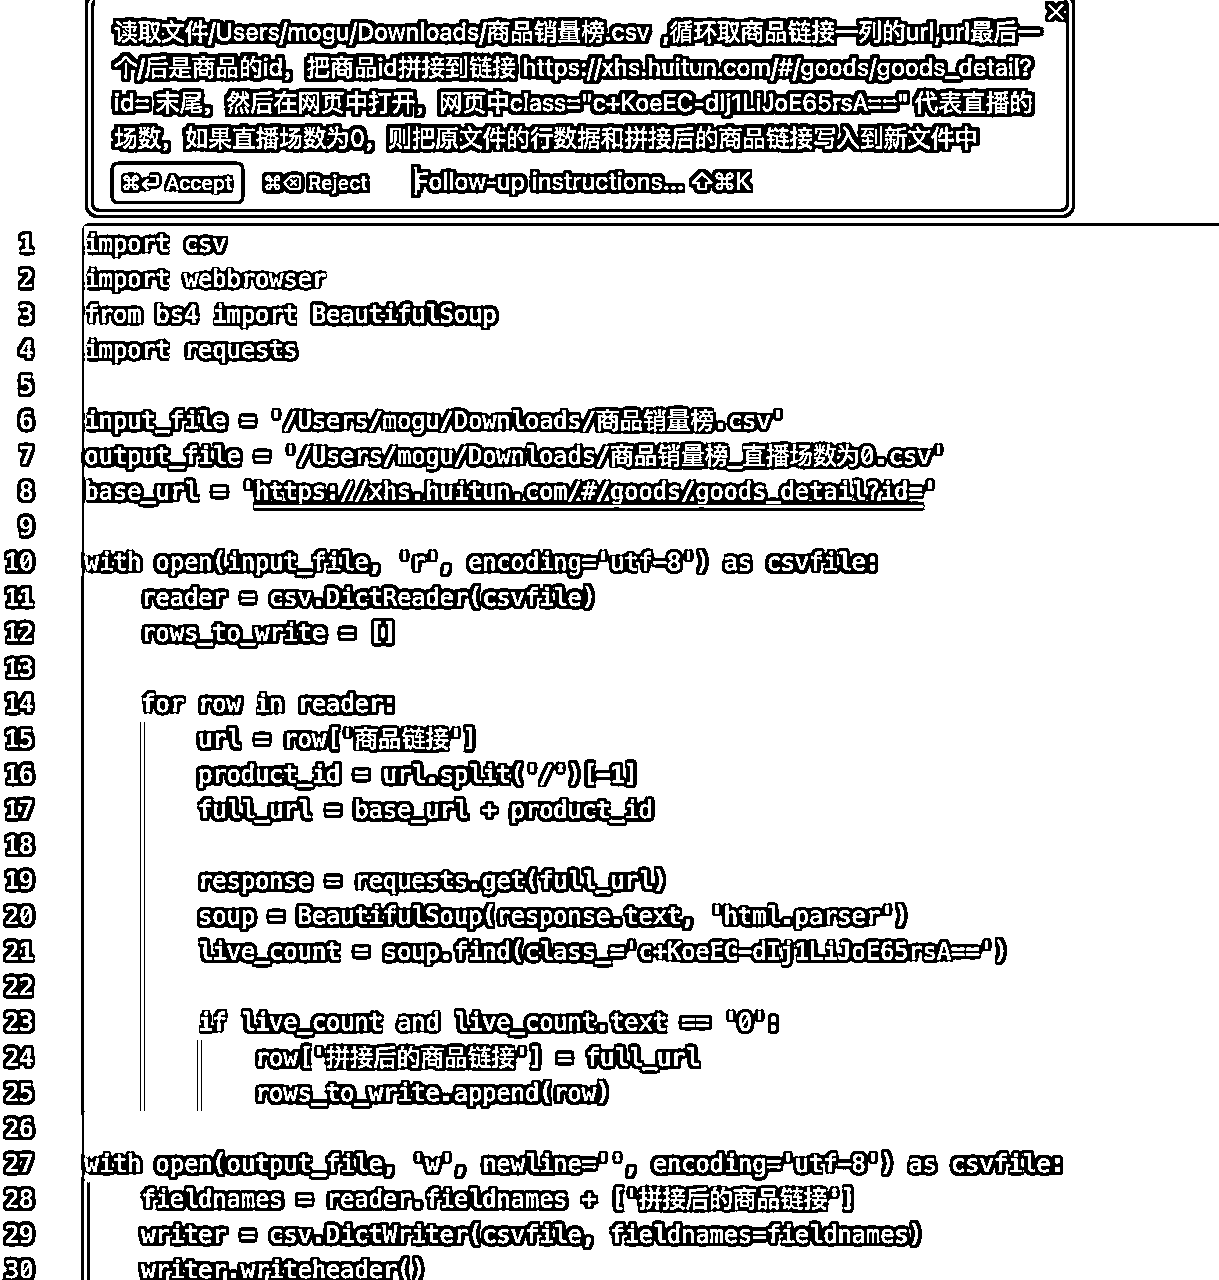 读取文件/Users/mogu/Downloads/商品销量榜.csv ,循环取商品链接一列的url,url最后一
个/后是商品的id，把商品id拼接到链接 https://xhs.huitun.com/#/goods/goods_detail?
id= 末尾，然后在网页中打开，网页中class="c+KoeEC-dIj1LiJoE65rsA==" 代表直播的
场数，如果直播场数为0，则把原文件的行数据和拼接后的商品链接写入到新文件中
⌘⏎ Accept ⌘⌫ Reject Follow-up instructions... ⇧⌘K
1 import csv
2 import webbrowser
3 from bs4 import BeautifulSoup
4 import requests
5
6 input_file = '/Users/mogu/Downloads/商品销量榜.csv'
7 output_file = '/Users/mogu/Downloads/商品销量榜_直播场数为0.csv'
8 base_url = 'https://xhs.huitun.com/#/goods/goods_detail?id='
9
10 with open(input_file, 'r', encoding='utf-8') as csvfile:
11     reader = csv.DictReader(csvfile)
12     rows_to_write = []
13
14     for row in reader:
15         url = row['商品链接']
16         product_id = url.split('/')[-1]
17         full_url = base_url + product_id
18
19         response = requests.get(full_url)
20         soup = BeautifulSoup(response.text, 'html.parser')
21         live_count = soup.find(class_='c+KoeEC-dIj1LiJoE65rsA==')
22
23         if live_count and live_count.text == '0':
24             row['拼接后的商品链接'] = full_url
25             rows_to_write.append(row)
26
27 with open(output_file, 'w', newline='', encoding='utf-8') as csvfile:
28     fieldnames = reader.fieldnames + ['拼接后的商品链接']
29     writer = csv.DictWriter(csvfile, fieldnames=fieldnames)
30     writer.writeheader()